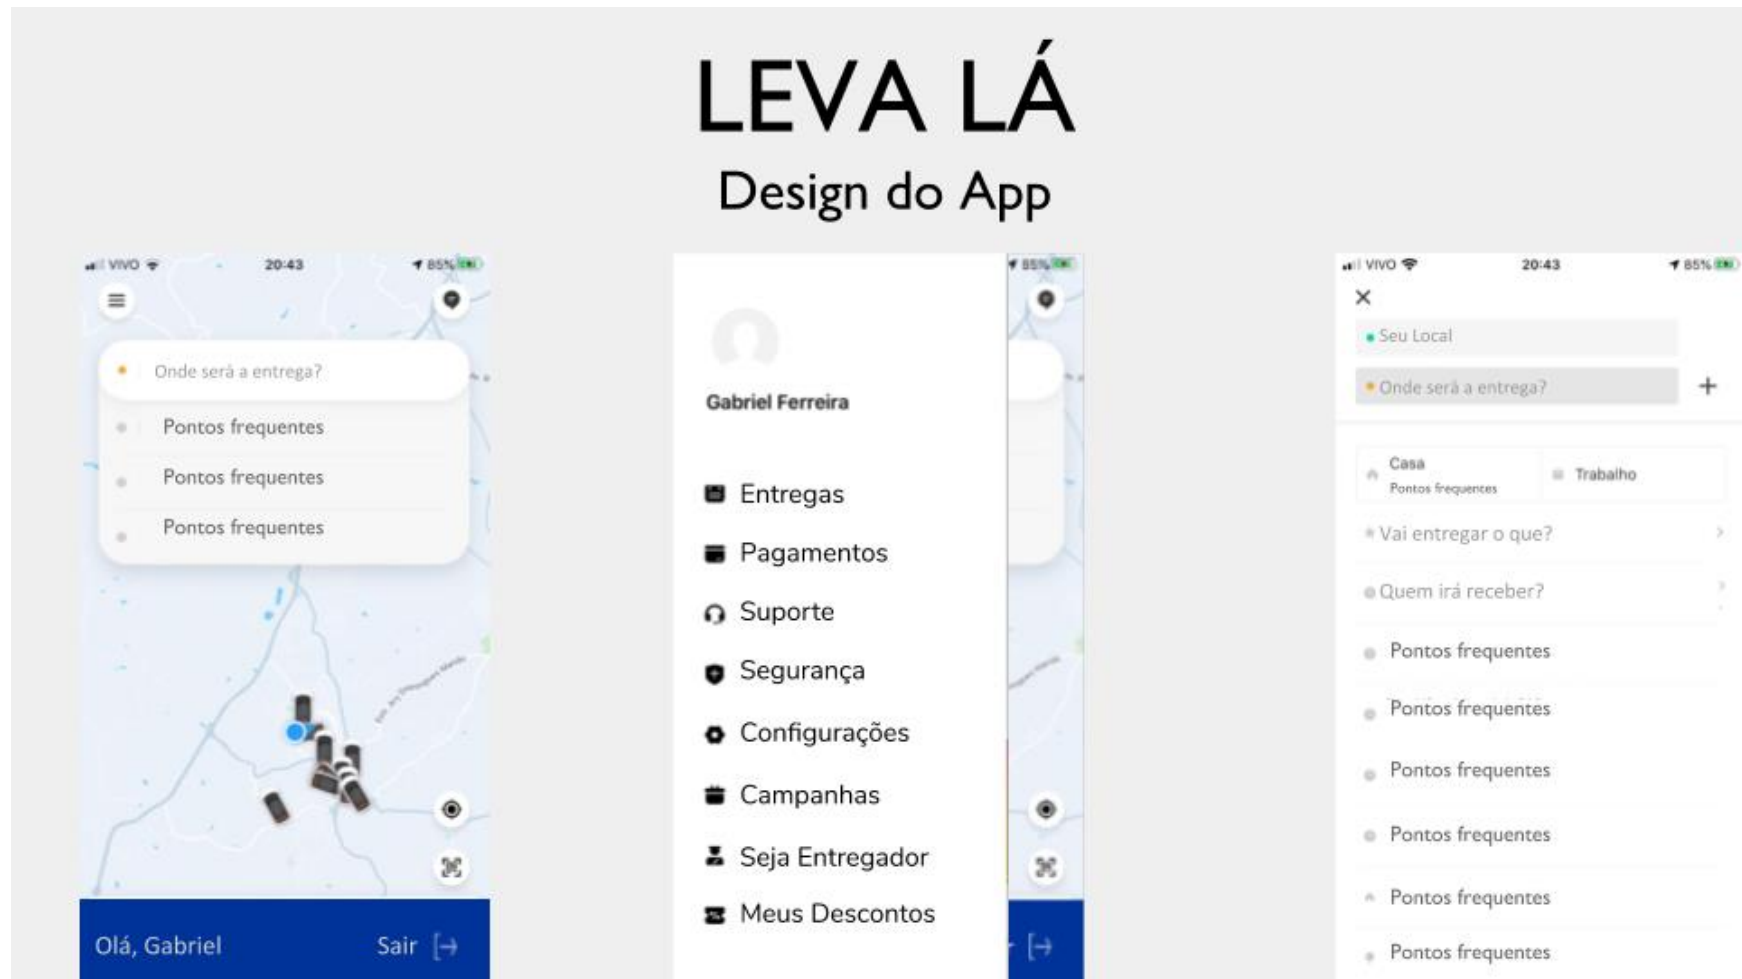 LEVA LÁ
Design do App
VIVO 20:43 85%
Onde será a entrega?
Pontos frequentes
Pontos frequentes
Pontos frequentes
Olá, Gabriel Sair
85%
Gabriel Ferreira
Entregas
Pagamentos
Suporte
Segurança
Configurações
Campanhas
Seja Entregador
Meus Descontos
VIVO 20:43 85%
Seu Local
Onde será a entrega?
Casa
Pontos frequentes
Trabalho
Vai entregar o que?
Quem irá receber?
Pontos frequentes
Pontos frequentes
Pontos frequentes
Pontos frequentes
Pontos frequentes
Pontos frequentes